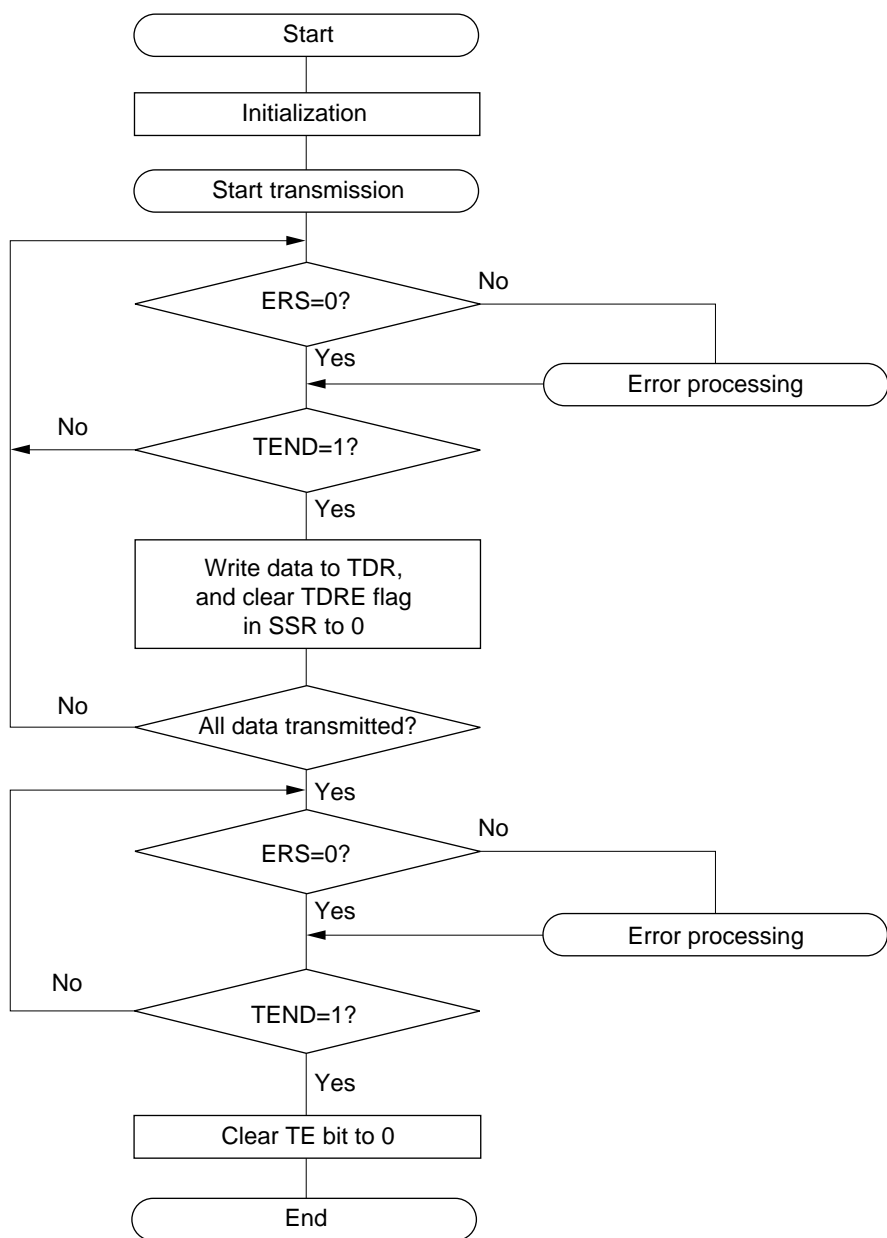 Start
Initialization
Start transmission
ERS=0?
No
Yes
Error processing
No
TEND=1?
Yes
Write data to TDR,
and clear TDRE flag
in SSR to 0
No
All data transmitted?
Yes
ERS=0?
No
Yes
Error processing
No
TEND=1?
Yes
Clear TE bit to 0
End